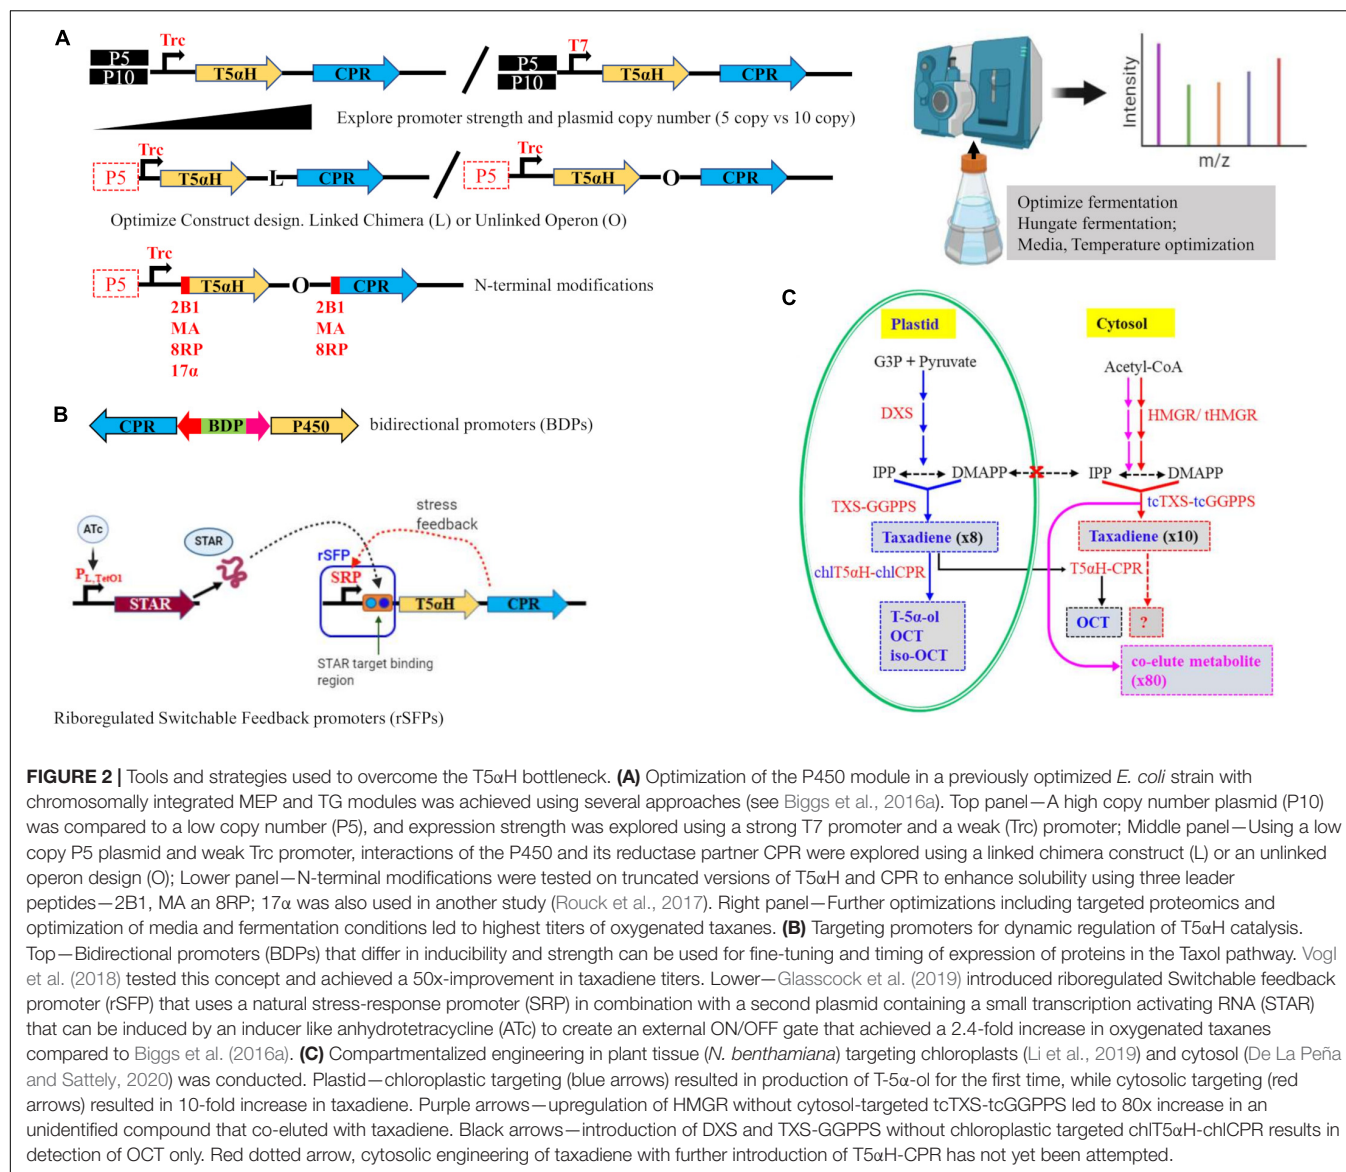 A
P5
P10
Trc
T5αH
CPR
P5
P10
T7
T5αH
CPR
Explore promoter strength and plasmid copy number (5 copy vs 10 copy)
P5
Trc
T5αH
L
CPR
P5
Trc
T5αH
O
CPR
Optimize Construct design. Linked Chimera (L) or Unlinked Operon (O)
P5
Trc
T5αH
O
CPR
N-terminal modifications
2B1
MA
8RP
17α
2B1
MA
8RP
Intensity
m/z
Optimize fermentation
Hungate fermentation;
Media, Temperature optimization
B
CPR
BDP
P450
bidirectional promoters (BDPs)
ATc
PL,TetO1
STAR
STAR
stress
feedback
rSFP
SRP
T5αH
CPR
STAR target binding
region
Riboregulated Switchable Feedback promoters (rSFPs)
C
Plastid
Cytosol
G3P + Pyruvate
Acetyl-CoA
DXS
HMGR/ tHMGR
IPP
DMAPP
X
IPP
DMAPP
TXS-GGPPS
tcTXS-tcGGPPS
Taxadiene (x8)
Taxadiene (x10)
chlT5αH-chlCPR
T5αH-CPR
T-5α-ol
OCT
iso-OCT
OCT
?
co-elute metabolite
(x80)
FIGURE 2 | Tools and strategies used to overcome the T5αH bottleneck. (A) Optimization of the P450 module in a previously optimized E. coli strain with
chromosomally integrated MEP and TG modules was achieved using several approaches (see Biggs et al., 2016a). Top panel—A high copy number plasmid (P10)
was compared to a low copy number (P5), and expression strength was explored using a strong T7 promoter and a weak (Trc) promoter; Middle panel—Using a low
copy P5 plasmid and weak Trc promoter, interactions of the P450 and its reductase partner CPR were explored using a linked chimera construct (L) or an unlinked
operon design (O); Lower panel—N-terminal modifications were tested on truncated versions of T5αH and CPR to enhance solubility using three leader
peptides—2B1, MA an 8RP; 17α was also used in another study (Rouck et al., 2017). Right panel—Further optimizations including targeted proteomics and
optimization of media and fermentation conditions led to highest titers of oxygenated taxanes. (B) Targeting promoters for dynamic regulation of T5αH catalysis.
Top—Bidirectional promoters (BDPs) that differ in inducibility and strength can be used for fine-tuning and timing of expression of proteins in the Taxol pathway. Vogl
et al. (2018) tested this concept and achieved a 50x-improvement in taxadiene titers. Lower—Glasscock et al. (2019) introduced riboregulated Switchable feedback
promoter (rSFP) that uses a natural stress-response promoter (SRP) in combination with a second plasmid containing a small transcription activating RNA (STAR)
that can be induced by an inducer like anhydrotetracycline (ATc) to create an external ON/OFF gate that achieved a 2.4-fold increase in oxygenated taxanes
compared to Biggs et al. (2016a). (C) Compartmentalized engineering in plant tissue (N. benthamiana) targeting chloroplasts (Li et al., 2019) and cytosol (De La Peña
and Sattely, 2020) was conducted. Plastid—chloroplastic targeting (blue arrows) resulted in production of T-5α-ol for the first time, while cytosolic targeting (red
arrows) resulted in 10-fold increase in taxadiene. Purple arrows—upregulation of HMGR without cytosol-targeted tcTXS-tcGGPPS led to 80x increase in an
unidentified compound that co-eluted with taxadiene. Black arrows—introduction of DXS and TXS-GGPPS without chloroplastic targeted chlT5αH-chlCPR results in
detection of OCT only. Red dotted arrow, cytosolic engineering of taxadiene with further introduction of T5αH-CPR has not yet been attempted.